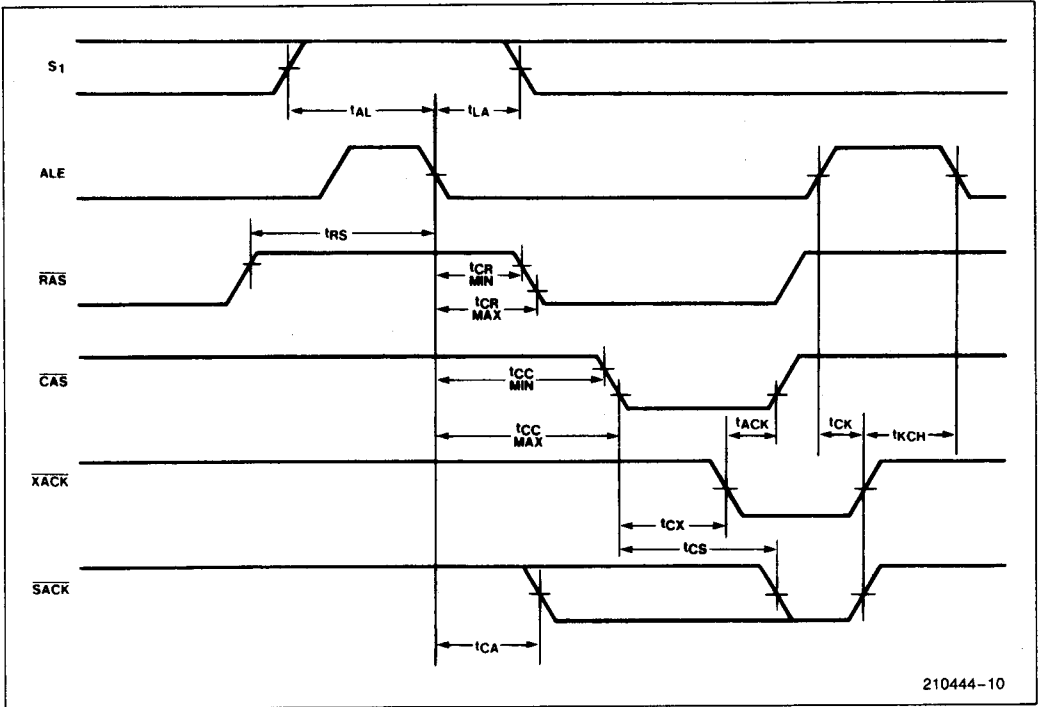 S1
tAL
tLA
ALE
tRS
RAS
tCR
MIN
tCR
MAX
CAS
tCC
MIN
tCC
MAX
tACK
tCK
tKCH
XACK
tCX
tCS
SACK
tCA
210444-10